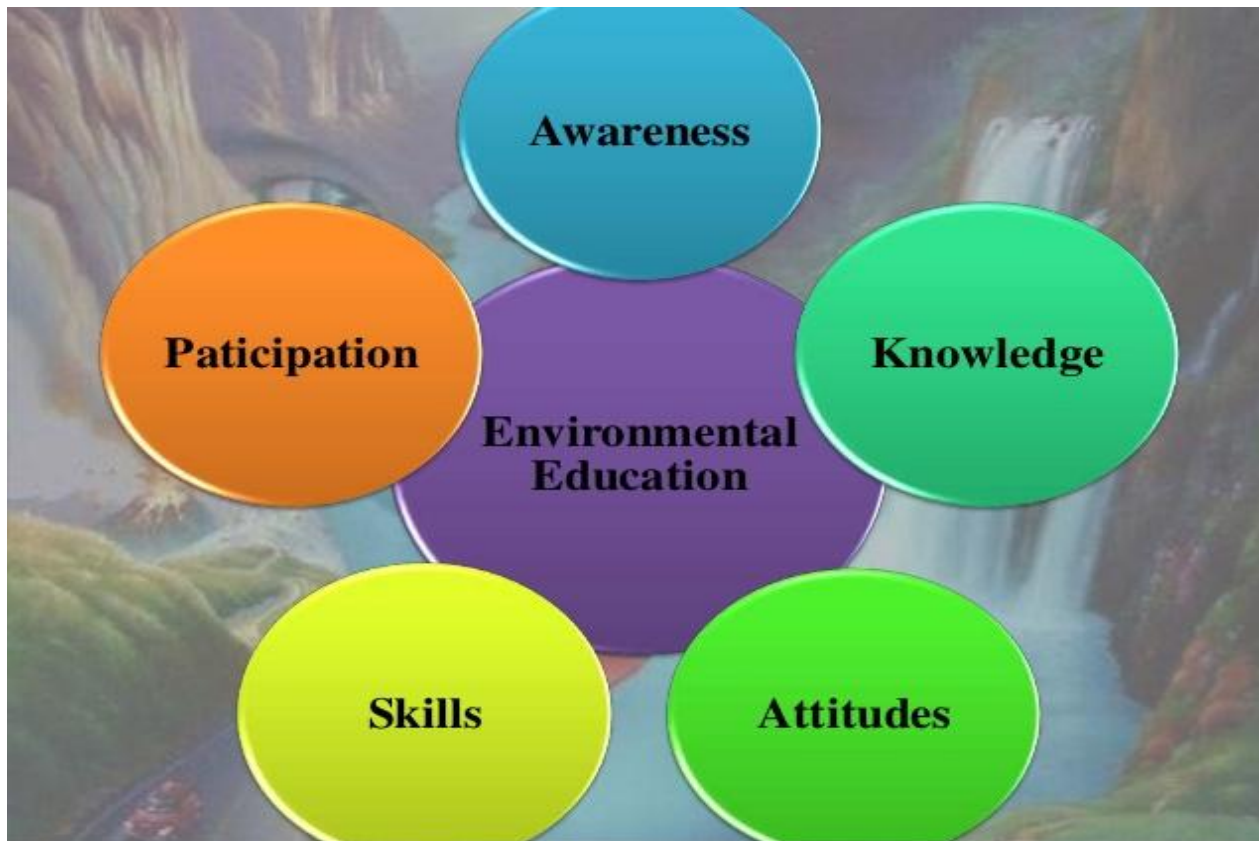 Awareness
Paticipation
Knowledge
Environmental
Education
Skills
Attitudes